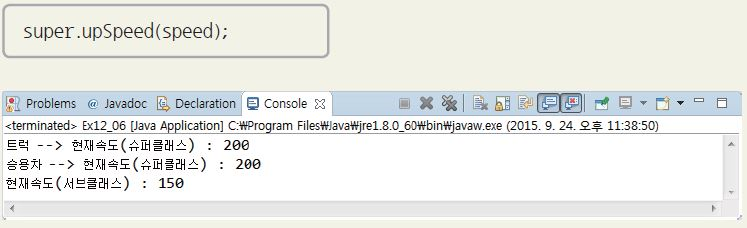 super.upSpeed(speed);
Problems @ Javadoc Declaration Console
<terminated> Ex12_06 [Java Application] C:₩Program Files₩Java₩jre1.8.0_60₩bin₩javaw.exe (2015. 9. 24. 오후 11:38:50)
트럭 --> 현재속도(슈퍼클래스) : 200
승용차 --> 현재속도(슈퍼클래스) : 200
현재속도(서브클래스) : 150